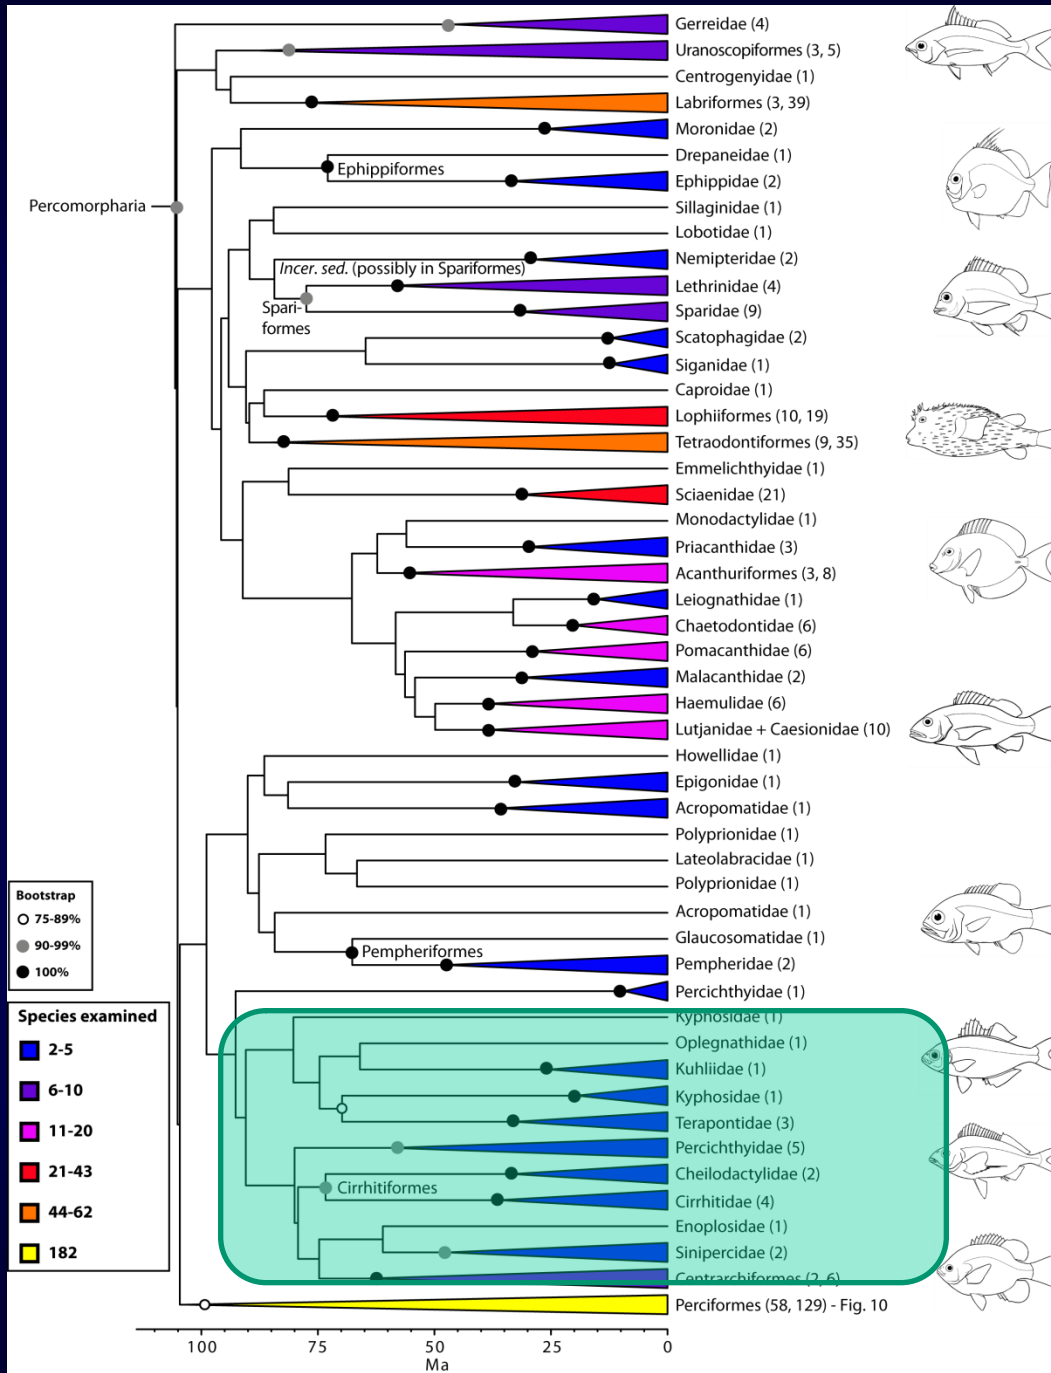 Gerreidae (4)
Uranoscopiformes (3, 5)
Centrogenyidae (1)
Labriformes (3, 39)
Moronidae (2)
Drepaneidae (1)
Ephippiformes
Ephippidae (2)
Percomorpharia
Sillaginidae (1)
Lobotidae (1)
Nemipteridae (2)
Incer. sed. (possibly in Spariformes)
Lethrinidae (4)
Spari-
formes
Sparidae (9)
Scatophagidae (2)
Siganidae (1)
Caproidae (1)
Lophiiformes (10, 19)
Tetraodontiformes (9, 35)
Emmelichthyidae (1)
Sciaenidae (21)
Monodactylidae (1)
Priacanthidae (3)
Acanthuriformes (3, 8)
Leiognathidae (1)
Chaetodontidae (6)
Pomacanthidae (6)
Malacanthidae (2)
Haemulidae (6)
Lutjanidae + Caesionidae (10)
Howellidae (1)
Epigonidae (1)
Acropomatidae (1)
Polyprionidae (1)
Lateolabracidae (1)
Polyprionidae (1)
Acropomatidae (1)
Glaucosomatidae (1)
Pempheriformes
Pempheridae (2)
Percichthyidae (1)
Kyphosidae (1)
Oplegnathidae (1)
Kuhliidae (1)
Kyphosidae (1)
Terapontidae (3)
Percichthyidae (5)
Cheilodactylidae (2)
Cirrhitiformes
Cirrhitidae (4)
Enoplosidae (1)
Sinipercidae (2)
Centrarchiformes (2, 6)
Perciformes (58, 129) - Fig. 10
Bootstrap
75-89%
90-99%
100%
Species examined
2-5
6-10
11-20
21-43
44-62
182
100 75 50 25 0
Ma